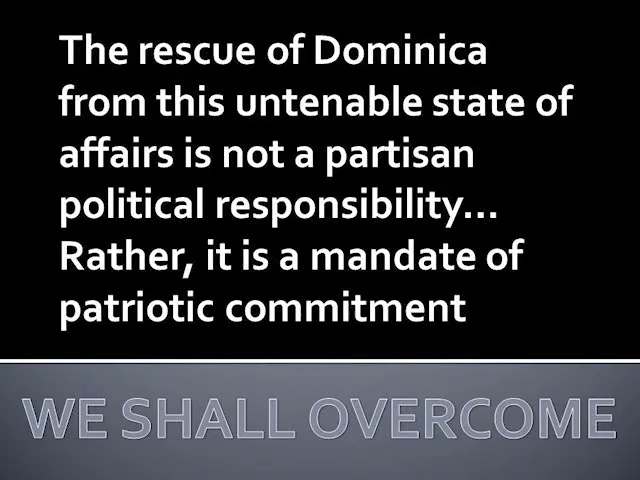 The rescue of Dominica
from this untenable state of
affairs is not a partisan
political responsibility...
Rather, it is a mandate of
patriotic commitment
WE SHALL OVERCOME